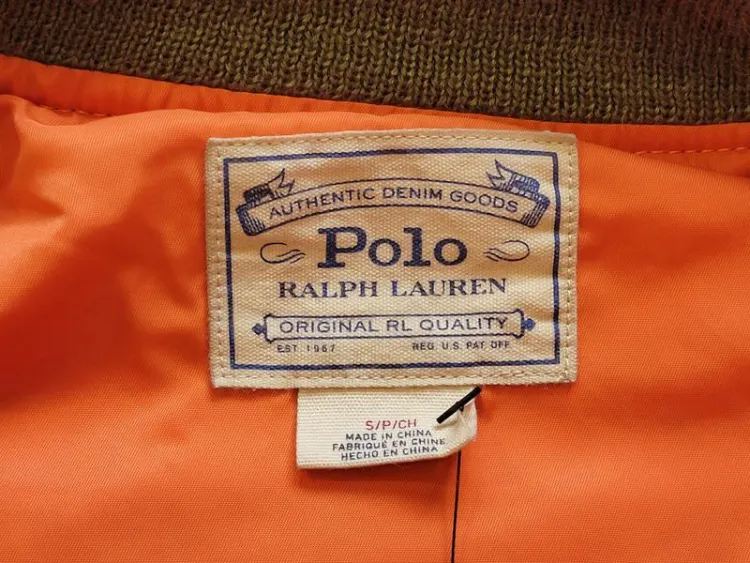 AUTHENTIC DENIM GOODS
Polo
RALPH LAUREN
ORIGINAL RL QUALITY
EST. 1967 REG. U.S. PAT. OFF.
S/P/CH
MADE IN CHINA
FABRIQUÉ EN CHINE
HECHO EN CHINA